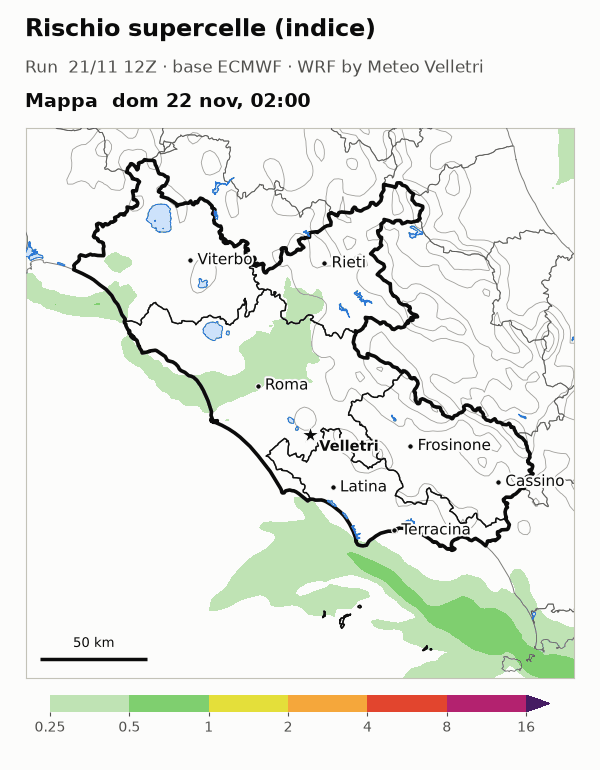 Rischio supercelle (indice)
Run  21/11 12Z · base ECMWF · WRF by Meteo Velletri
Mappa  dom 22 nov, 02:00
Viterbo
Rieti
Roma
Velletri
Frosinone
Latina
Cassino
Terracina
50 km
0.25 0.5 1 2 4 8 16